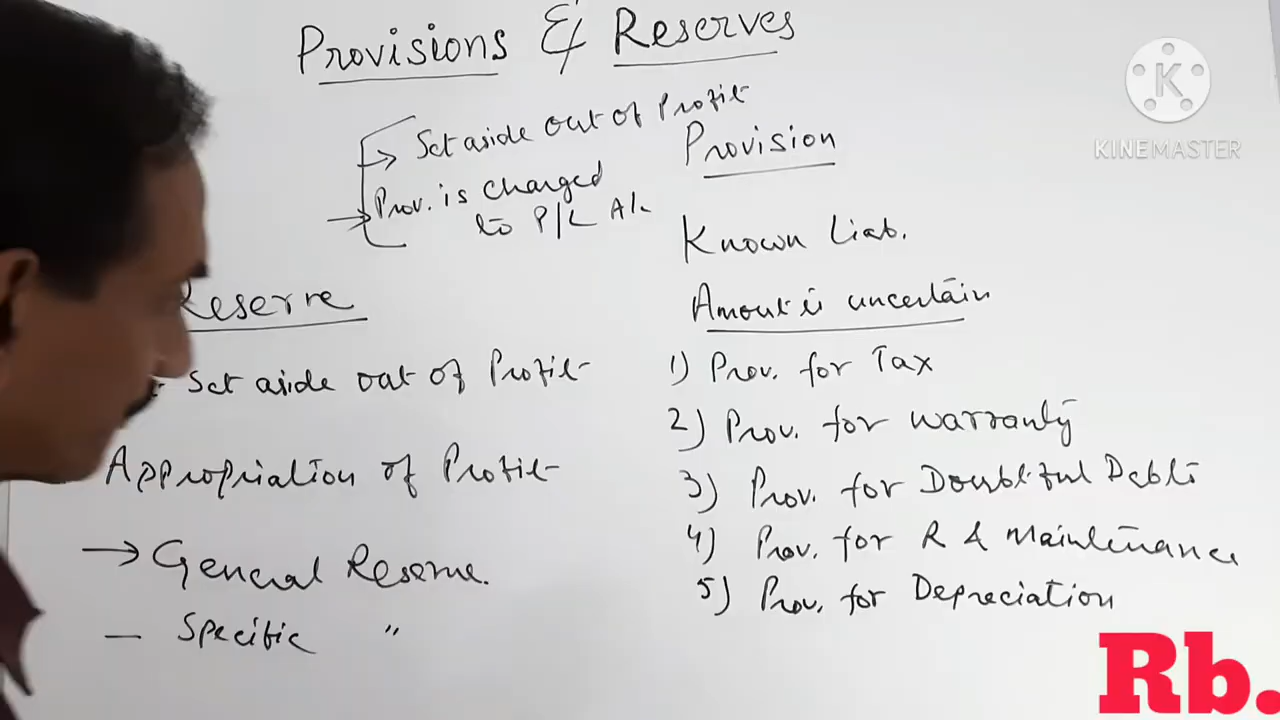 Provisions & Reserves
Set aside out of Profit
Prov. is charged
to P/L A/c
Provision
Known Liab.
Amout is uncertain
1) Prov. for Tax
2) Prov. for warranty
3) Prov. for Doubtful Debts
4) Prov. for R & Maintenance
5) Prov. for Depreciation
Reserve
Set aside out of Profit
Appropriation of Profit
→ General Reserve.
— Specific "
KINEMASTER
Rb.